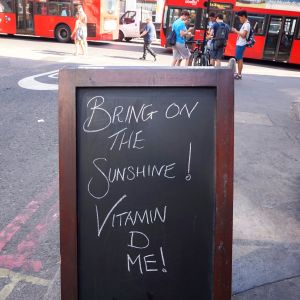 BRING ON
THE
SUNSHINE!
VITAMIN
D
ME!